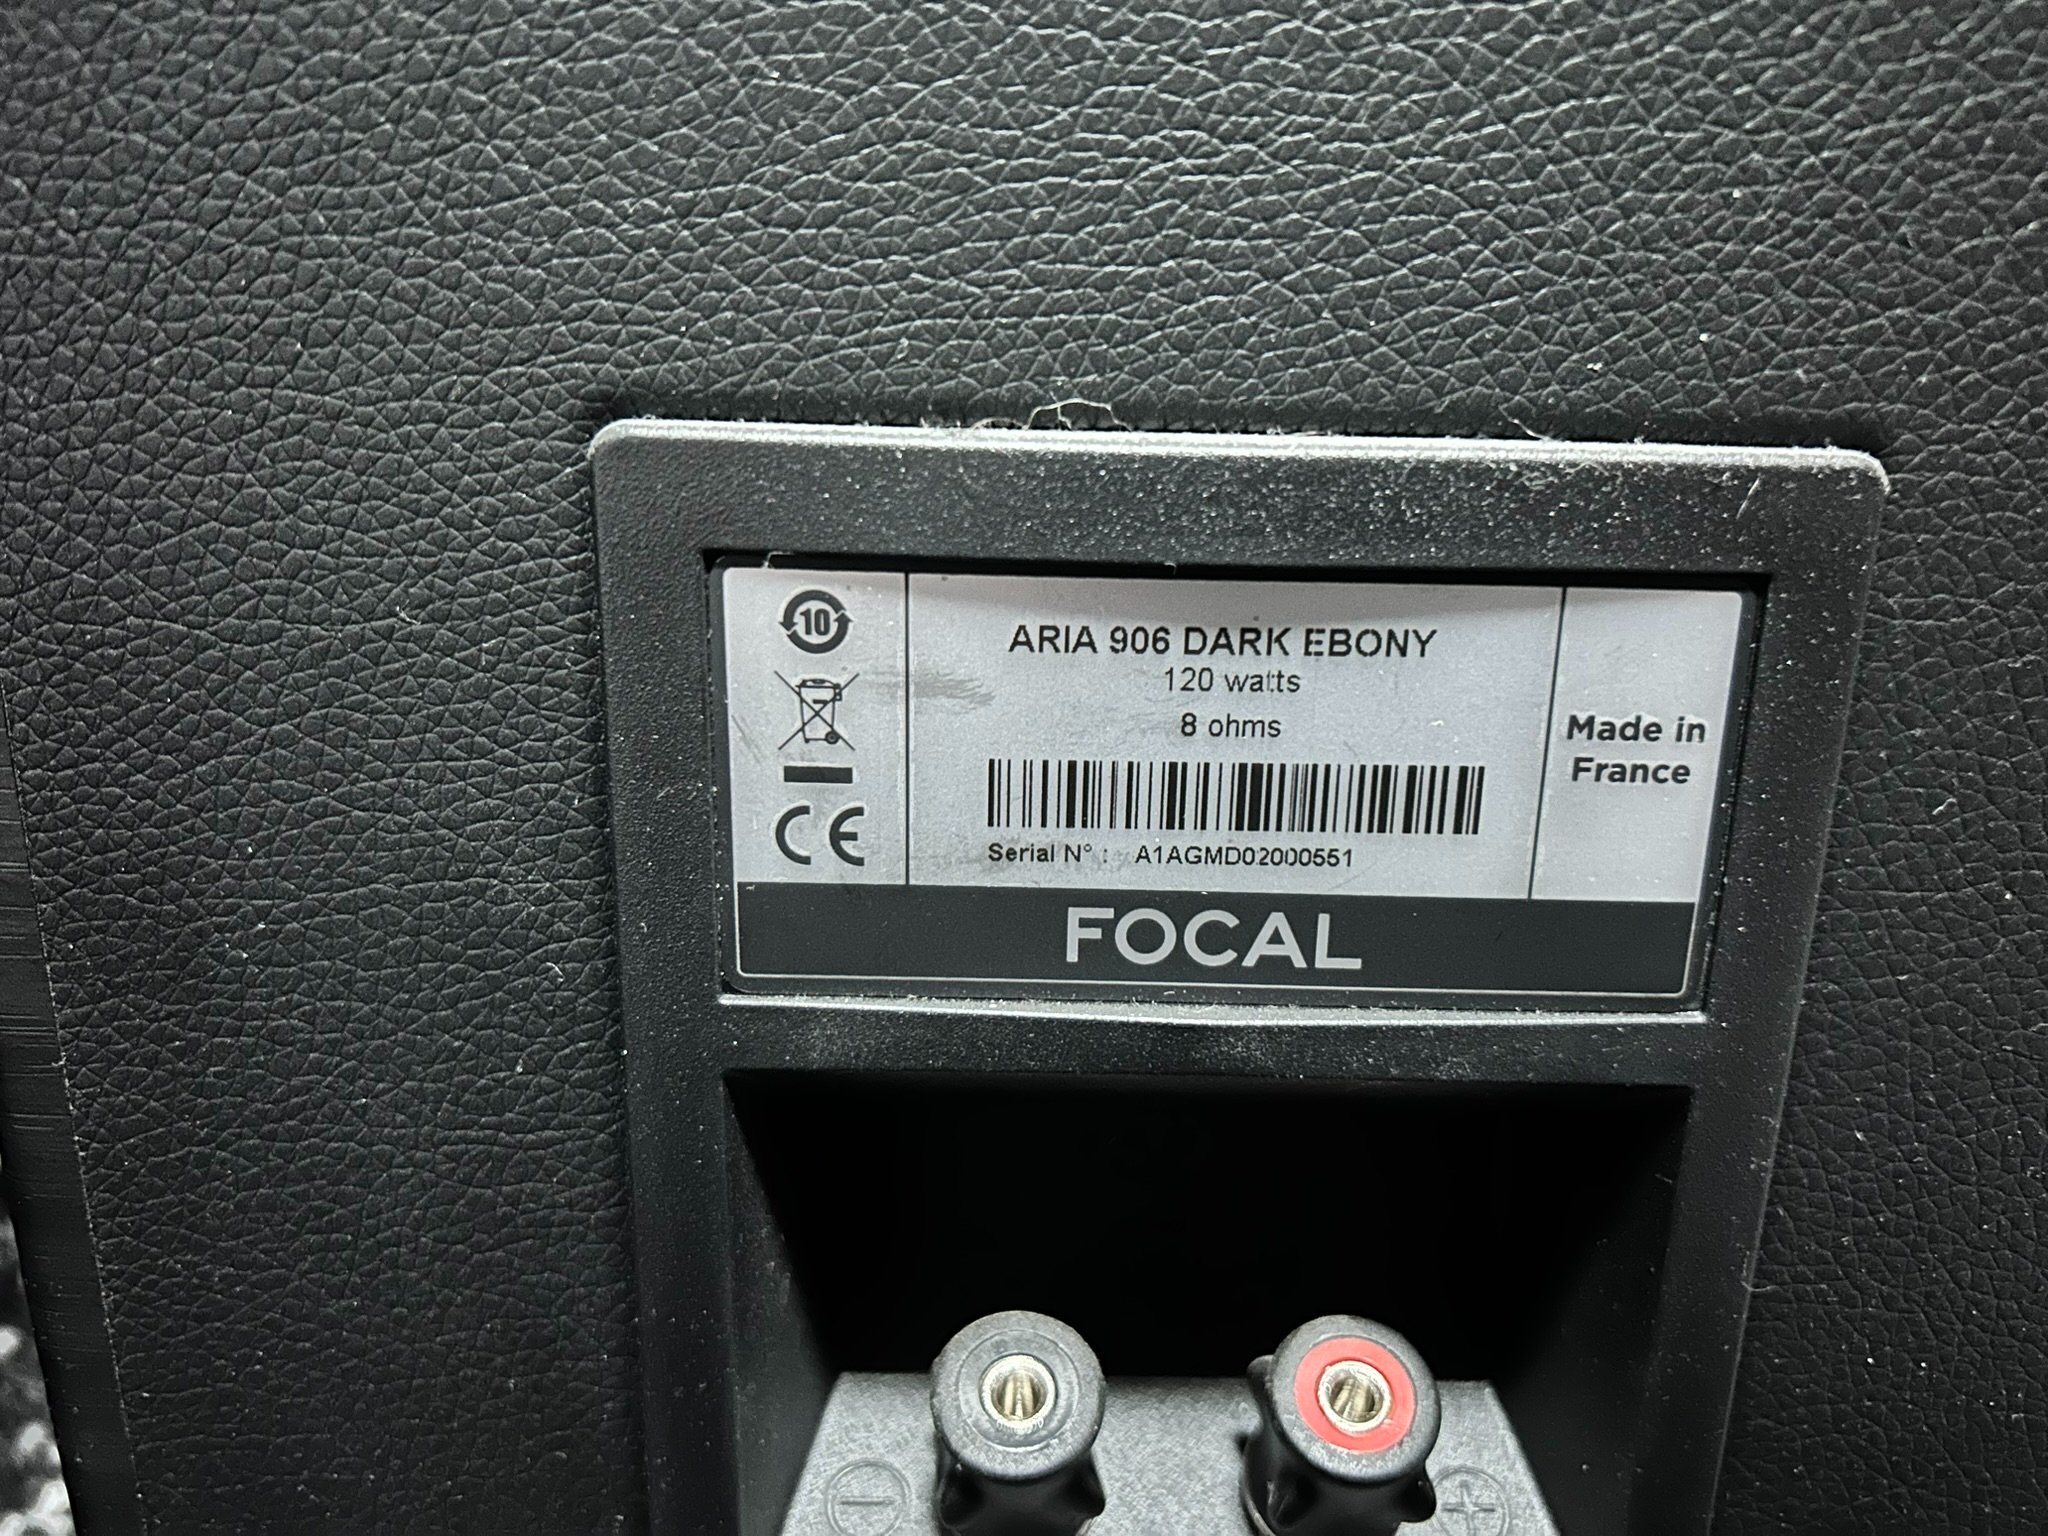 10
ARIA 906 DARK EBONY
120 watts
8 ohms
Serial N° : A1AGMD02000551
CE
Made in
France
FOCAL
- +